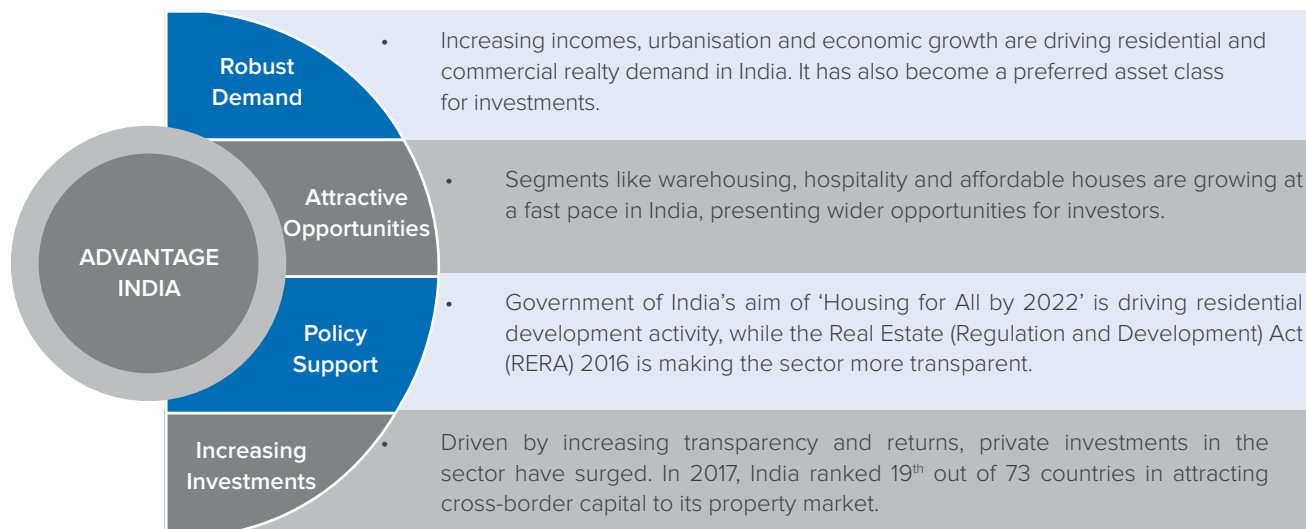 ADVANTAGE
INDIA
Robust
Demand
• Increasing incomes, urbanisation and economic growth are driving residential and
commercial realty demand in India. It has also become a preferred asset class
for investments.
Attractive
Opportunities
• Segments like warehousing, hospitality and affordable houses are growing at
a fast pace in India, presenting wider opportunities for investors.
Policy
Support
• Government of India’s aim of ‘Housing for All by 2022’ is driving residential
development activity, while the Real Estate (Regulation and Development) Act
(RERA) 2016 is making the sector more transparent.
Increasing
Investments
• Driven by increasing transparency and returns, private investments in the
sector have surged. In 2017, India ranked 19th out of 73 countries in attracting
cross-border capital to its property market.